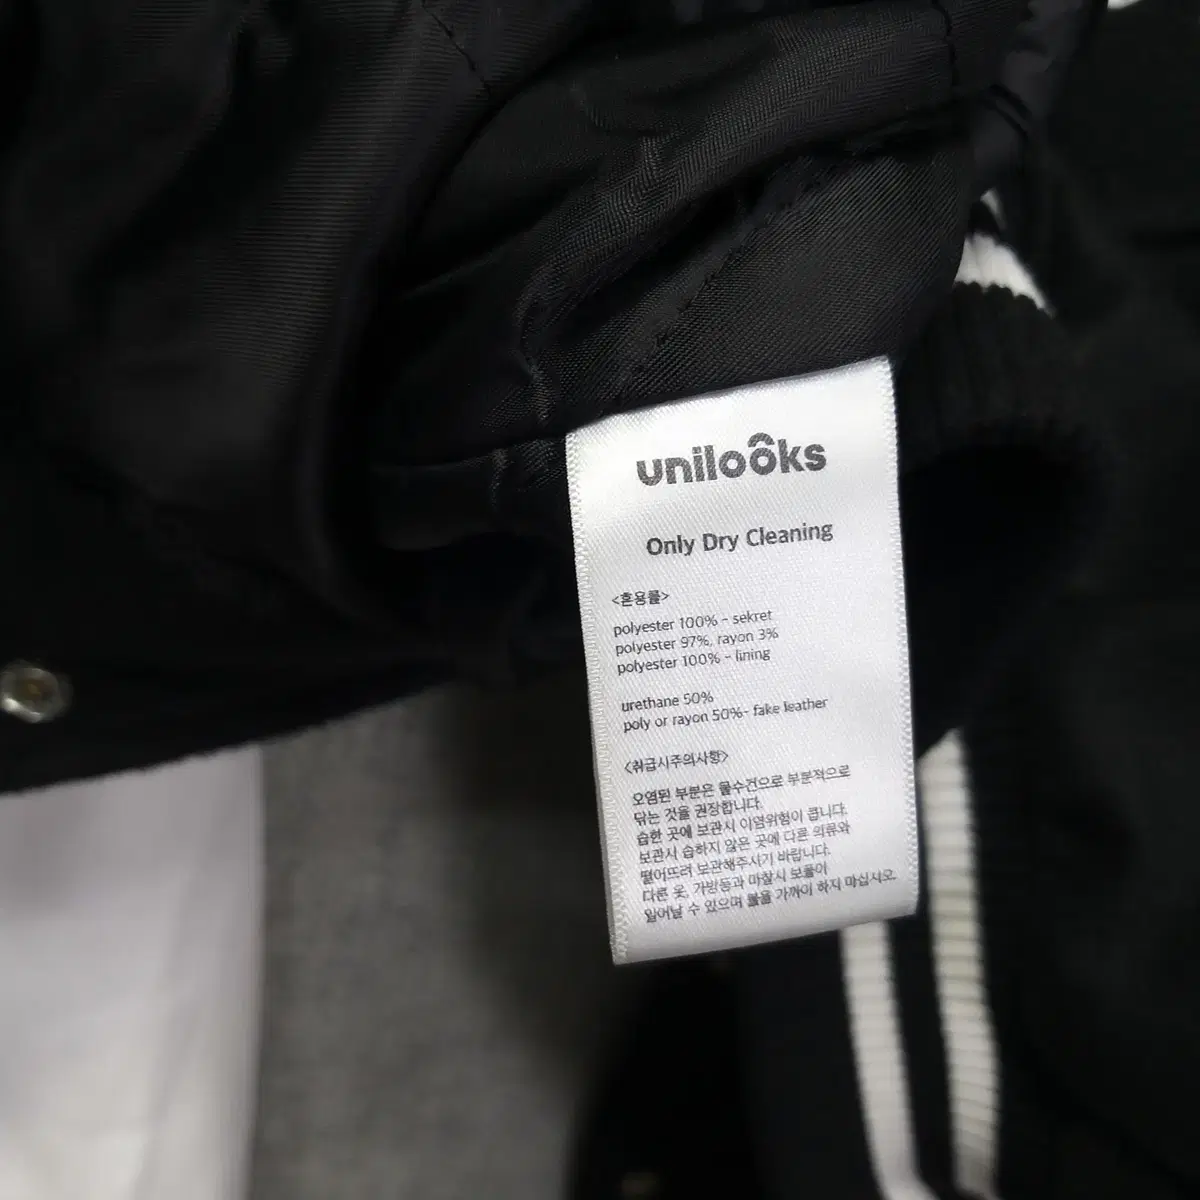 unilooks
Only Dry Cleaning
<혼용률>
polyester 100% - sekret
polyester 97%, rayon 3%
polyester 100% - lining
urethane 50%
poly or rayon 50%- fake leather
<취급시주의사항>
오염된 부분은 물수건으로 부분적으로
닦는 것을 권장합니다.
습한 곳에 보관시 이염위험이 큽니다.
보관시 습하지 않은 곳에 다른 의류와
떨어뜨려 보관해주시기 바랍니다.
다른 옷, 가방등과 마찰시 보풀이
일어날 수 있으며 불을 가까이 하지 마십시오.